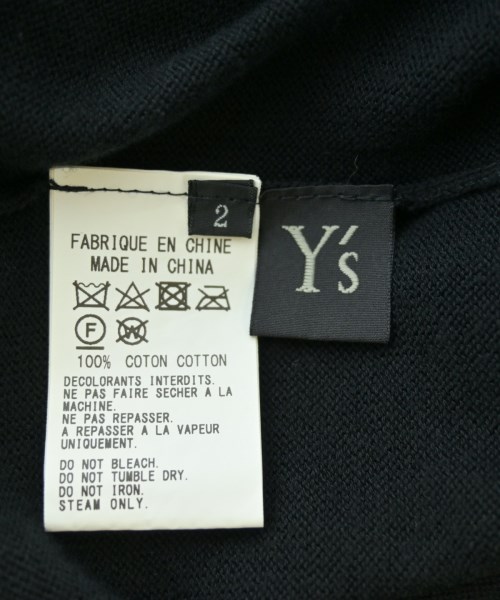 2
Y's
FABRIQUE EN CHINE
MADE IN CHINA
F W
100% COTON COTTON
DECOLORANTS INTERDITS.
NE PAS FAIRE SECHER A LA
MACHINE.
NE PAS REPASSER.
A REPASSER A LA VAPEUR
UNIQUEMENT.
DO NOT BLEACH.
DO NOT TUMBLE DRY.
DO NOT IRON.
STEAM ONLY.